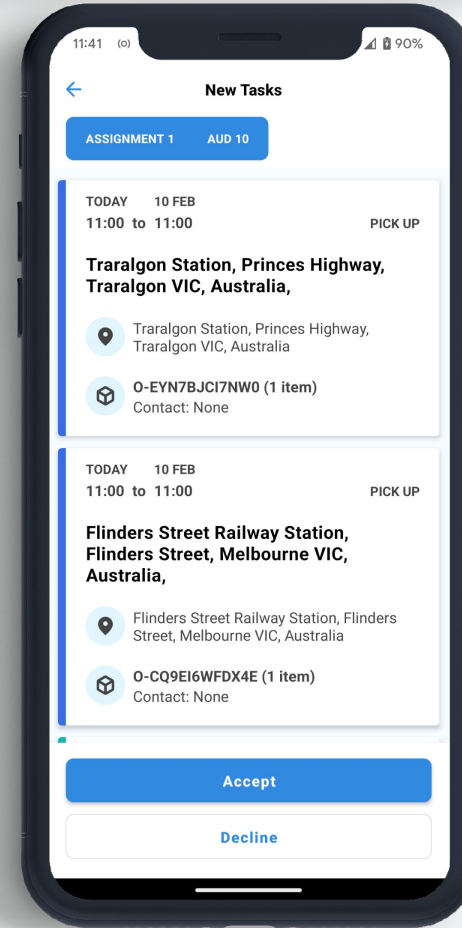 11:41 (o) 90%
New Tasks
ASSIGNMENT 1 AUD 10
TODAY 10 FEB
11:00 to 11:00 PICK UP
Traralgon Station, Princes Highway,
Traralgon VIC, Australia,
Traralgon Station, Princes Highway,
Traralgon VIC, Australia
O-EYN7BJCI7NW0 (1 item)
Contact: None
TODAY 10 FEB
11:00 to 11:00 PICK UP
Flinders Street Railway Station,
Flinders Street, Melbourne VIC,
Australia,
Flinders Street Railway Station, Flinders
Street, Melbourne VIC, Australia
O-CQ9EI6WFDX4E (1 item)
Contact: None
Accept
Decline